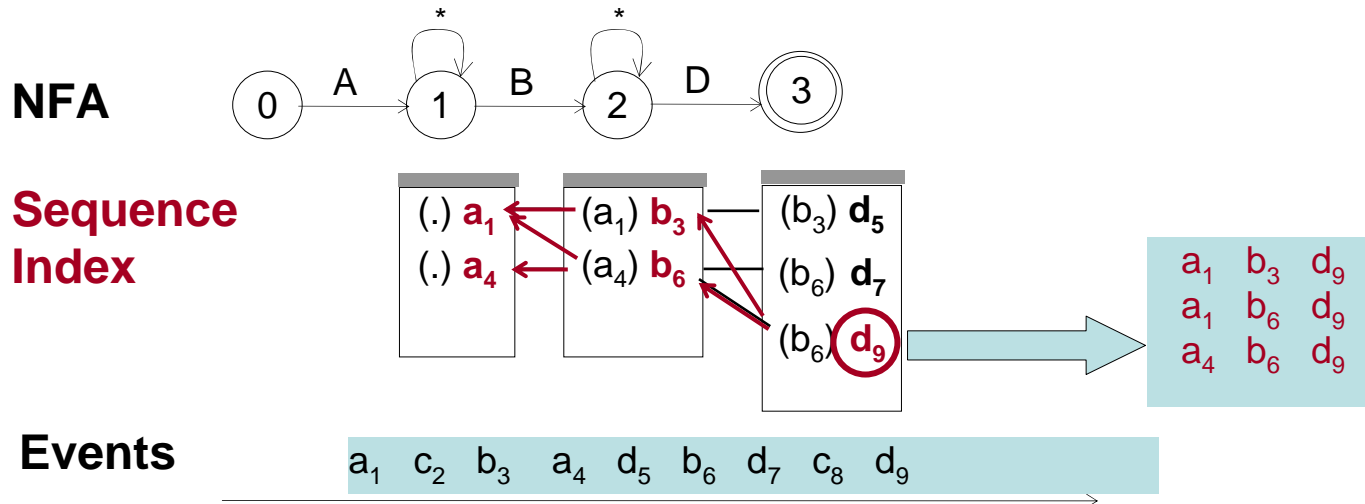 * *
NFA 0 A 1 B 2 D 3
Sequence
Index
(.) a₁ (a₁) b₃ (b₃) d₅
(.) a₄ (a₄) b₆ (b₆) d₇
(b₆) d₉
a₁ b₃ d₉
a₁ b₆ d₉
a₄ b₆ d₉
Events a₁ c₂ b₃ a₄ d₅ b₆ d₇ c₈ d₉